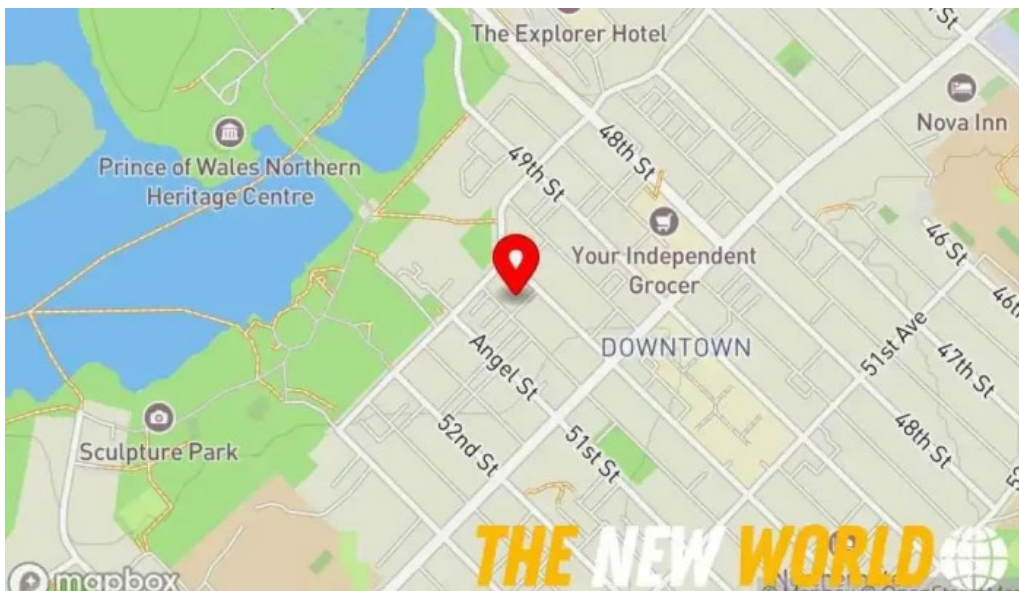 The Explorer Hotel
Nova Inn
48th St
49th St
Prince of Wales Northern
Heritage Centre
Your Independent
Grocer
46 St
51st Ave
DOWNTOWN
47th St
Angel St
52nd St
51st St
48th St
Sculpture Park
THE NEW WORLD
mapbox